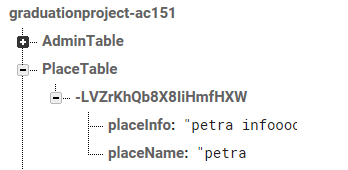 graduationproject-ac151
AdminTable
PlaceTable
-LVZrKhQb8X8IiHmfHXW
placeInfo: "petra infoooc
placeName: "petra